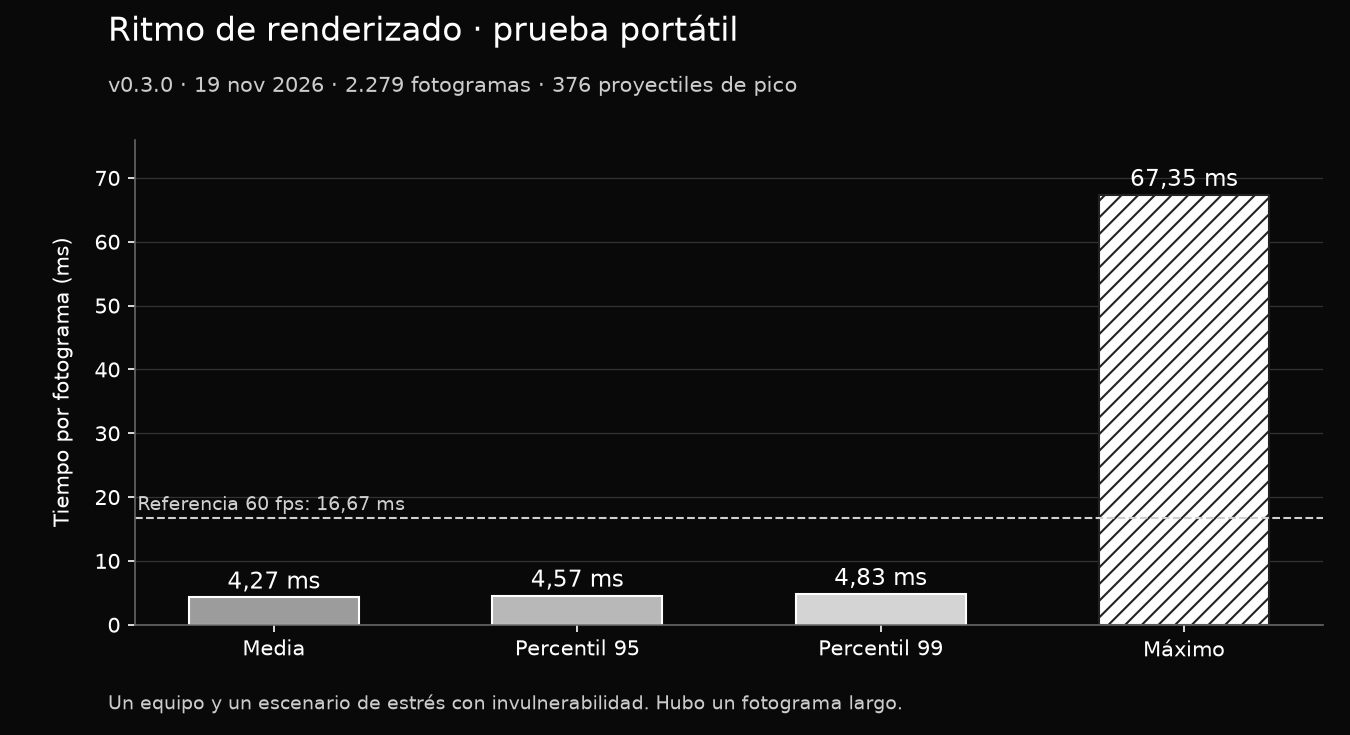 Ritmo de renderizado · prueba portátil
v0.3.0 · 19 nov 2026 · 2.279 fotogramas · 376 proyectiles de pico
Tiempo por fotograma (ms)
70
60
50
40
30
20
10
0
Referencia 60 fps: 16,67 ms
4,27 ms
4,57 ms
4,83 ms
67,35 ms
Media
Percentil 95
Percentil 99
Máximo
Un equipo y un escenario de estrés con invulnerabilidad. Hubo un fotograma largo.